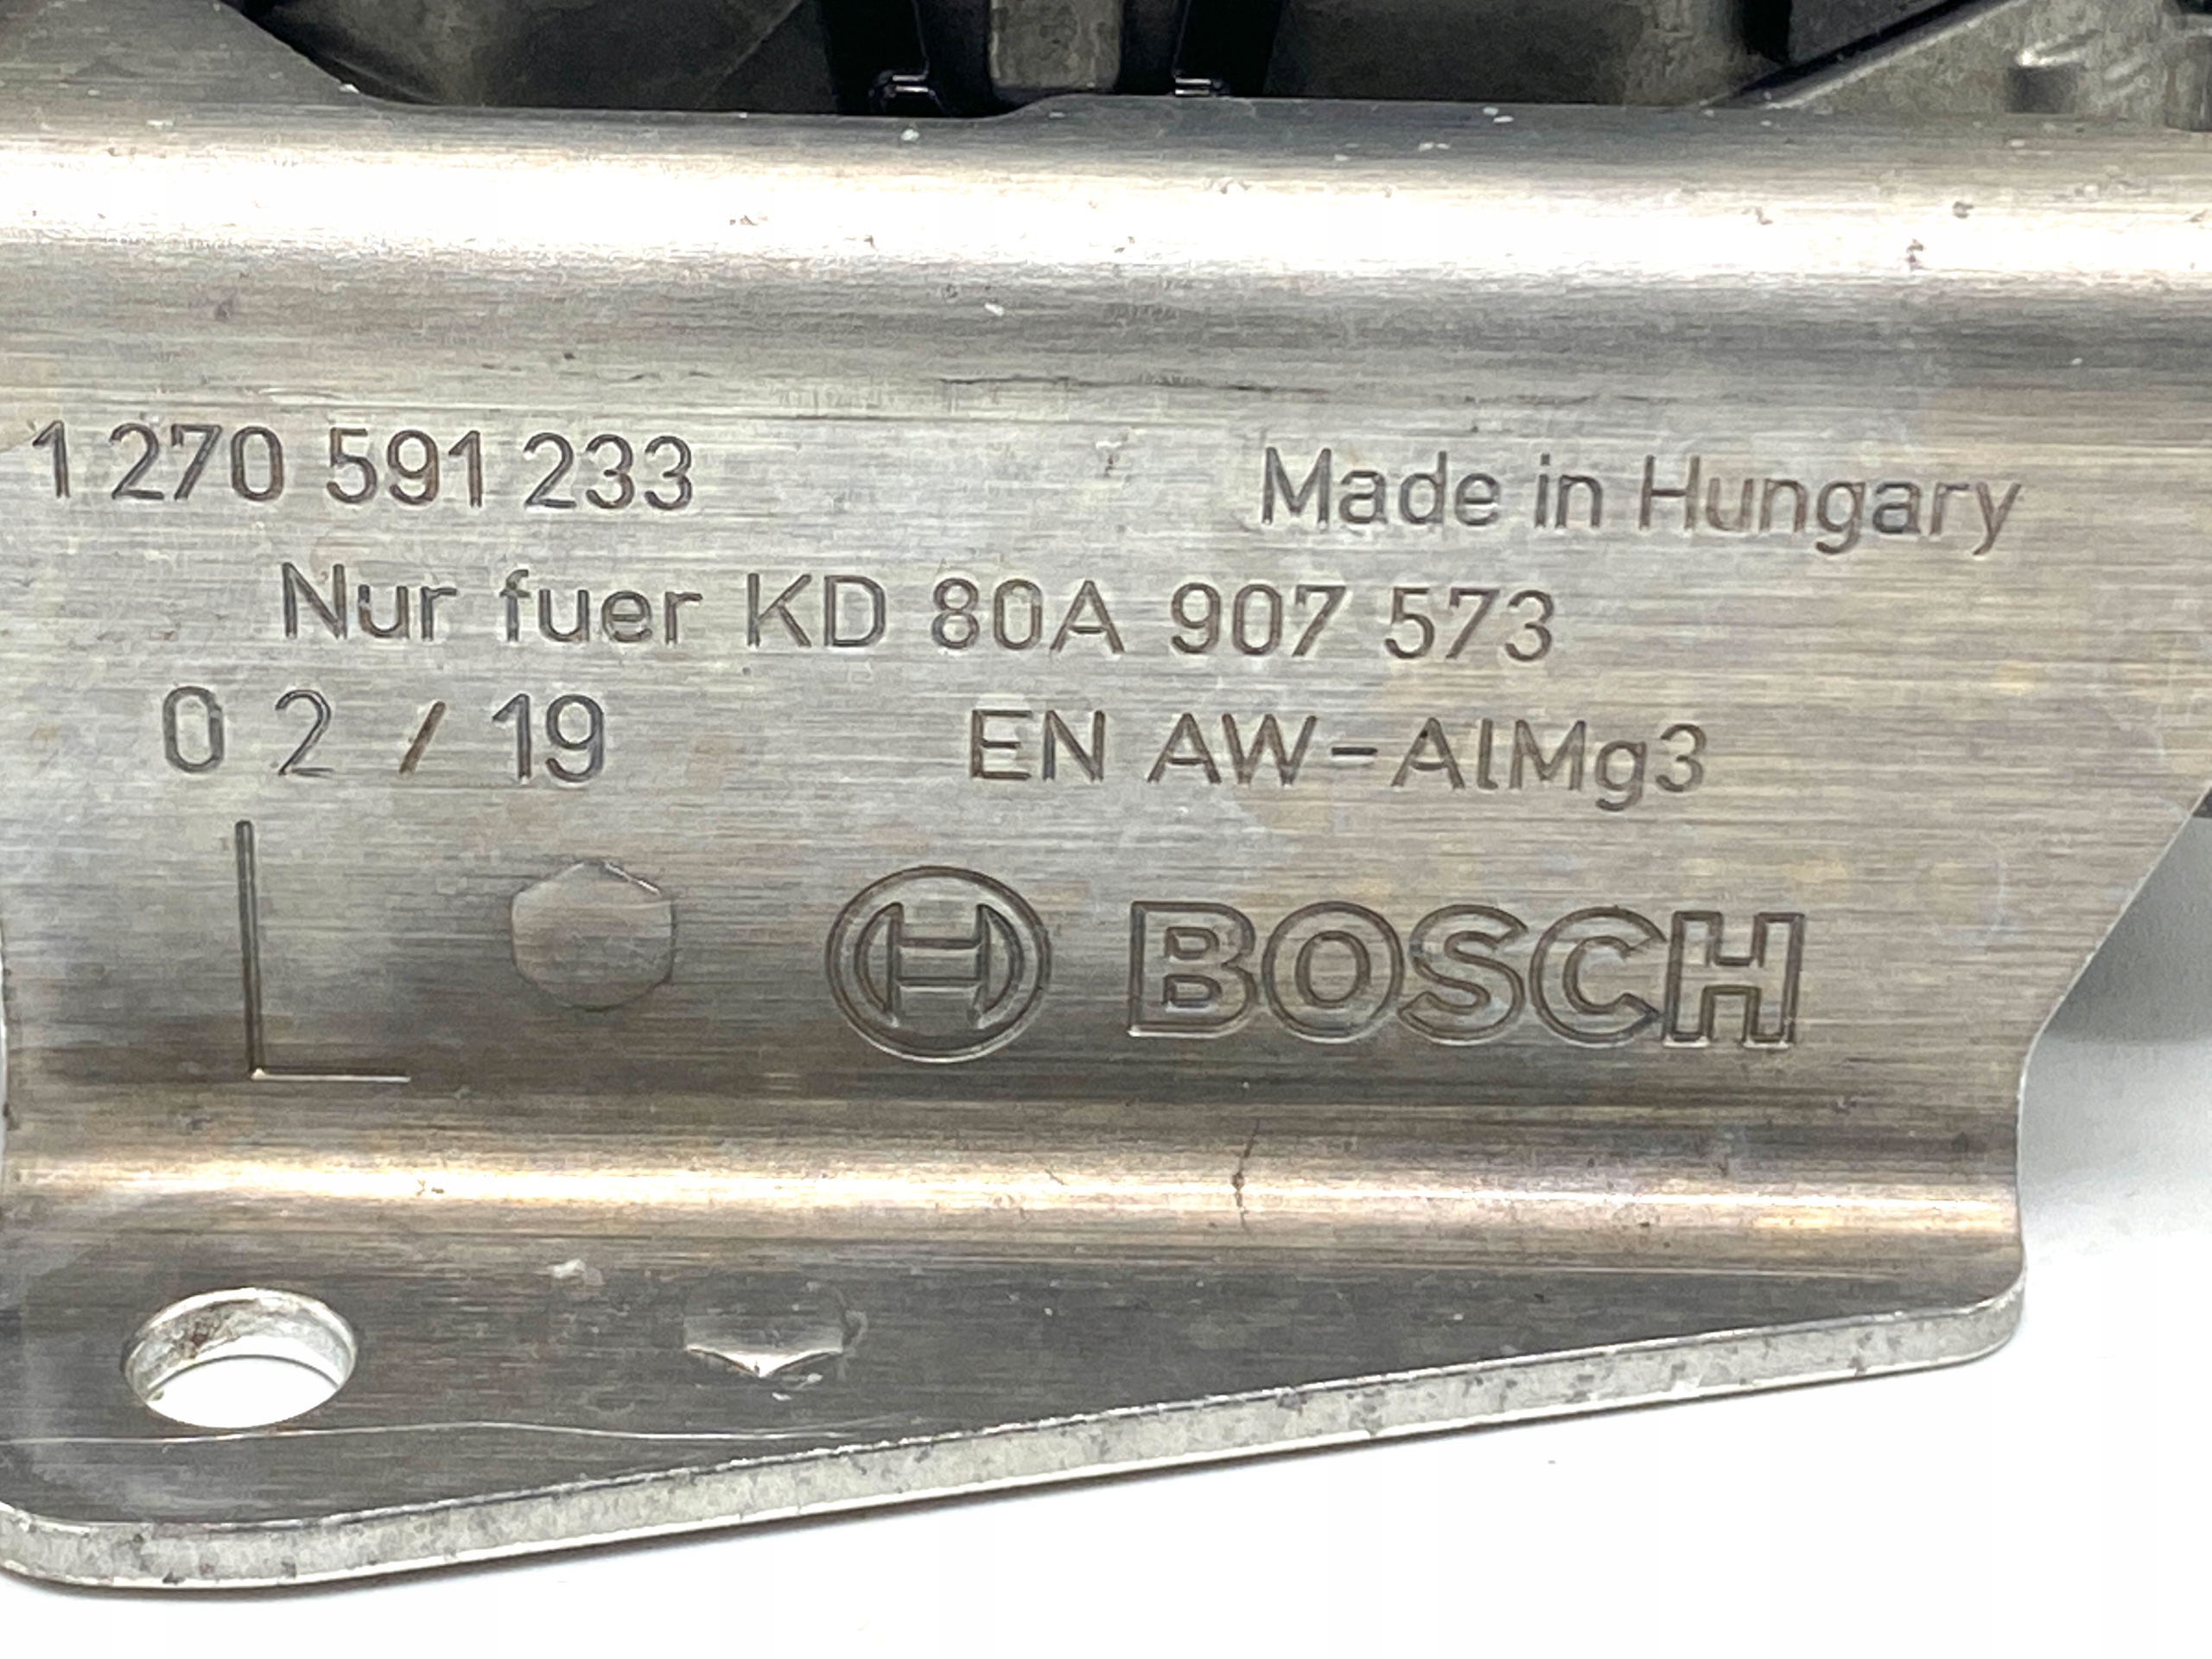 1 270 591 233 Made in Hungary
Nur fuer KD 80A 907 573
0 2 / 19 EN AW-AlMg3
L BOSCH